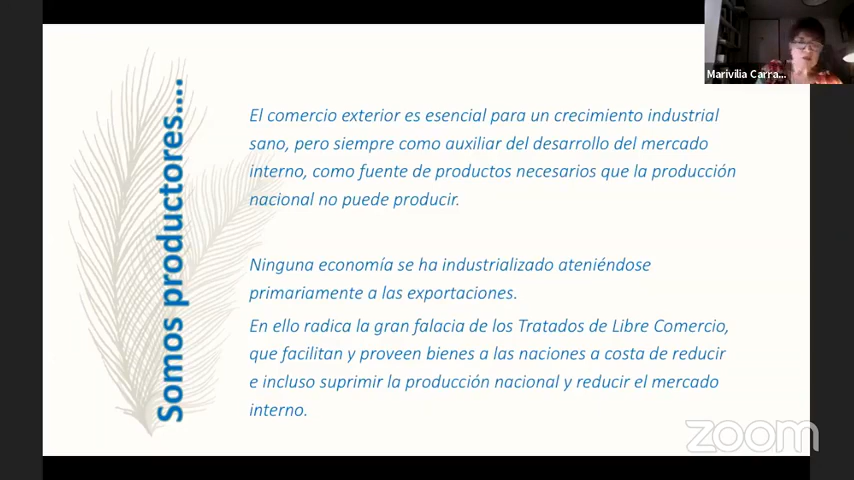 Marivilia Carra...
Somos productores....
El comercio exterior es esencial para un crecimiento industrial
sano, pero siempre como auxiliar del desarrollo del mercado
interno, como fuente de productos necesarios que la producción
nacional no puede producir.
Ninguna economía se ha industrializado ateniéndose
primariamente a las exportaciones.
En ello radica la gran falacia de los Tratados de Libre Comercio,
que facilitan y proveen bienes a las naciones a costa de reducir
e incluso suprimir la producción nacional y reducir el mercado
interno.
zoom